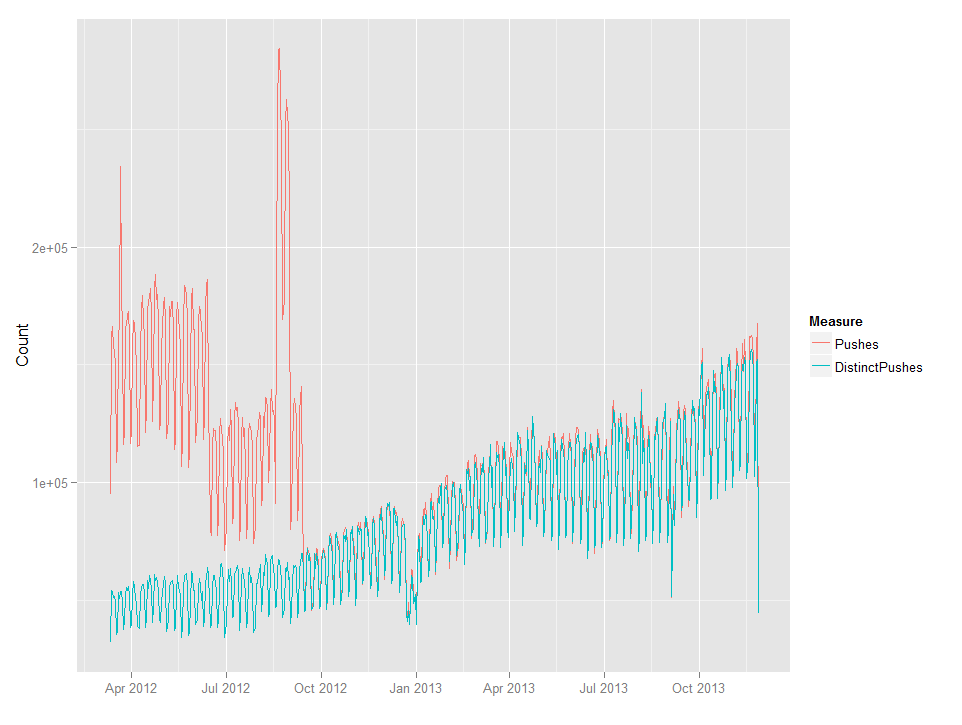 Count
2e+05
1e+05
Apr 2012
Jul 2012
Oct 2012
Jan 2013
Apr 2013
Jul 2013
Oct 2013
Measure
Pushes
DistinctPushes